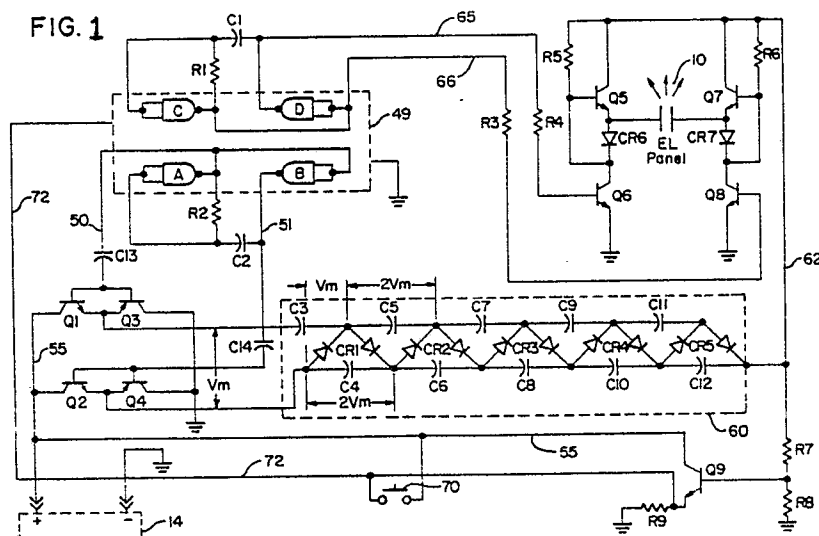 FIG. 1
C1
65
66
R1
C
D
49
R3
R4
R5
10
R6
Q5
Q7
CR6
EL
Panel
CR7
Q6
Q8
72
A
B
50
R2
51
C2
62
C13
Q1
Q3
C3
Vm
2Vm
C5
C7
C9
C11
C14
55
Vm
CR1
CR2
CR3
CR4
CR5
C4
C6
C8
C10
C12
Q2
Q4
2Vm
60
55
R7
72
Q9
70
R9
R8
+
-
14